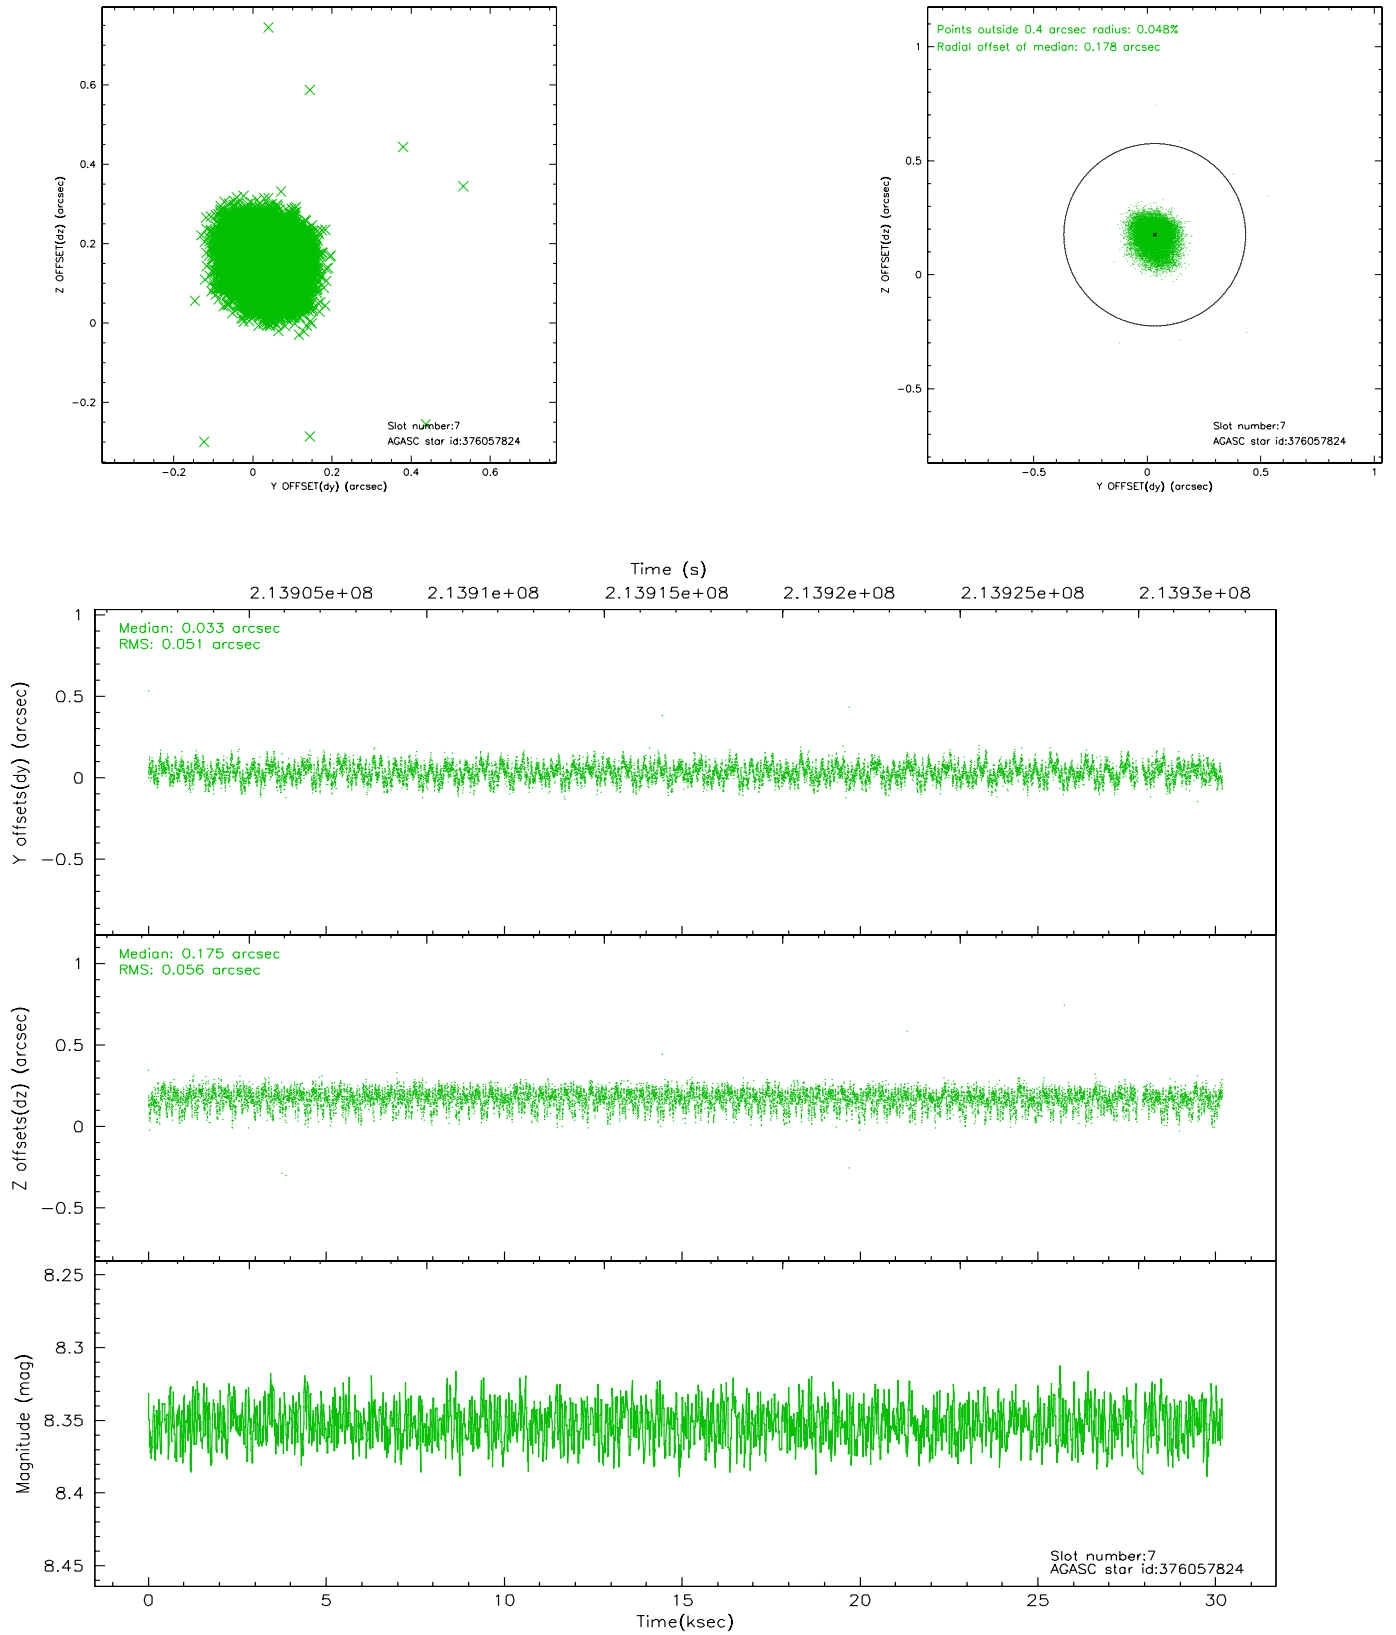 0.6
0.4
0.2
0
−0.2
Z OFFSET(dz) (arcsec)
−0.2 0 0.2 0.4 0.6
Y OFFSET(dy) (arcsec)
Slot number:7
AGASC star id:376057824
Points outside 0.4 arcsec radius: 0.048%
Radial offset of median: 0.178 arcsec
1
0.5
0
−0.5
Z OFFSET(dz) (arcsec)
−0.5 0 0.5 1
Y OFFSET(dy) (arcsec)
Slot number:7
AGASC star id:376057824
Time (s)
2.13905e+08 2.1391e+08 2.13915e+08 2.1392e+08 2.13925e+08 2.1393e+08
Median: 0.033 arcsec
RMS: 0.051 arcsec
1
0.5
0
−0.5
Y offsets(dy) (arcsec)
Median: 0.175 arcsec
RMS: 0.056 arcsec
1
0.5
0
−0.5
Z offsets(dz) (arcsec)
8.25
8.3
8.35
8.4
8.45
Magnitude (mag)
Slot number:7
AGASC star id:376057824
0 5 10 15 20 25 30
Time(ksec)